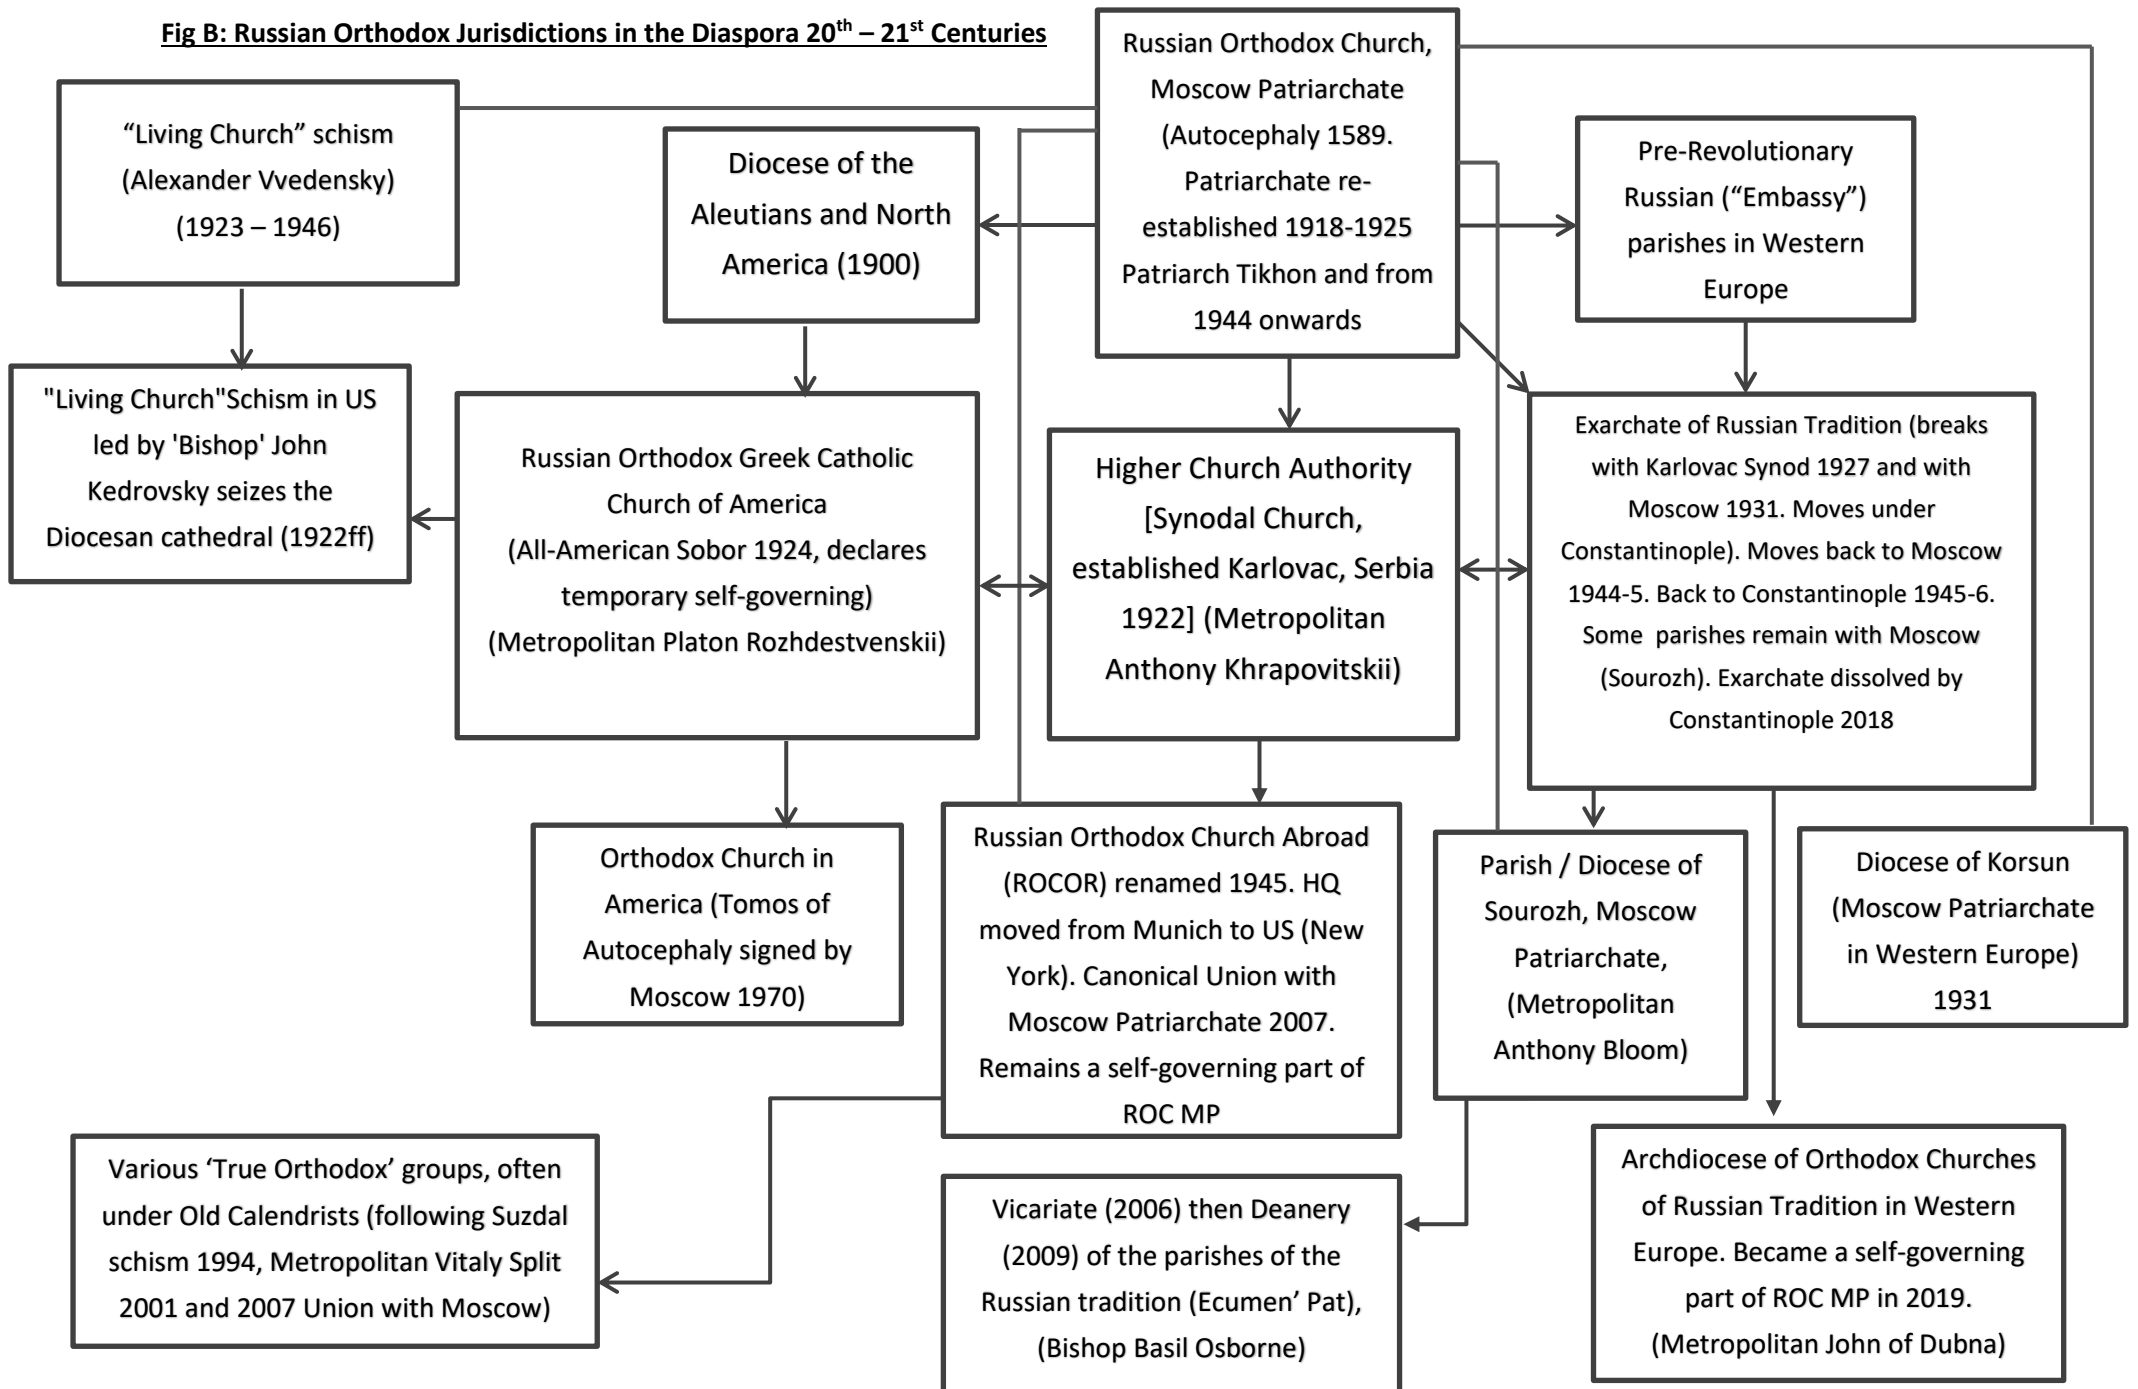 Fig B: Russian Orthodox Jurisdictions in the Diaspora 20th – 21st Centuries
Russian Orthodox Church,
Moscow Patriarchate
(Autocephaly 1589.
Patriarchate re-
established 1918-1925
Patriarch Tikhon and from
1944 onwards
“Living Church” schism
(Alexander Vvedensky)
(1923 – 1946)
Diocese of the
Aleutians and North
America (1900)
Pre-Revolutionary
Russian (“Embassy”)
parishes in Western
Europe
"Living Church"Schism in US
led by 'Bishop' John
Kedrovsky seizes the
Diocesan cathedral (1922ff)
Russian Orthodox Greek Catholic
Church of America
(All-American Sobor 1924, declares
temporary self-governing)
(Metropolitan Platon Rozhdestvenskii)
Higher Church Authority
[Synodal Church,
established Karlovac, Serbia
1922] (Metropolitan
Anthony Khrapovitskii)
Exarchate of Russian Tradition (breaks
with Karlovac Synod 1927 and with
Moscow 1931. Moves under
Constantinople). Moves back to Moscow
1944-5. Back to Constantinople 1945-6.
Some parishes remain with Moscow
(Sourozh). Exarchate dissolved by
Constantinople 2018
Orthodox Church in
America (Tomos of
Autocephaly signed by
Moscow 1970)
Russian Orthodox Church Abroad
(ROCOR) renamed 1945. HQ
moved from Munich to US (New
York). Canonical Union with
Moscow Patriarchate 2007.
Remains a self-governing part of
ROC MP
Parish / Diocese of
Sourozh, Moscow
Patriarchate,
(Metropolitan
Anthony Bloom)
Diocese of Korsun
(Moscow Patriarchate
in Western Europe)
1931
Various ‘True Orthodox’ groups, often
under Old Calendrists (following Suzdal
schism 1994, Metropolitan Vitaly Split
2001 and 2007 Union with Moscow)
Vicariate (2006) then Deanery
(2009) of the parishes of the
Russian tradition (Ecumen’ Pat),
(Bishop Basil Osborne)
Archdiocese of Orthodox Churches
of Russian Tradition in Western
Europe. Became a self-governing
part of ROC MP in 2019.
(Metropolitan John of Dubna)